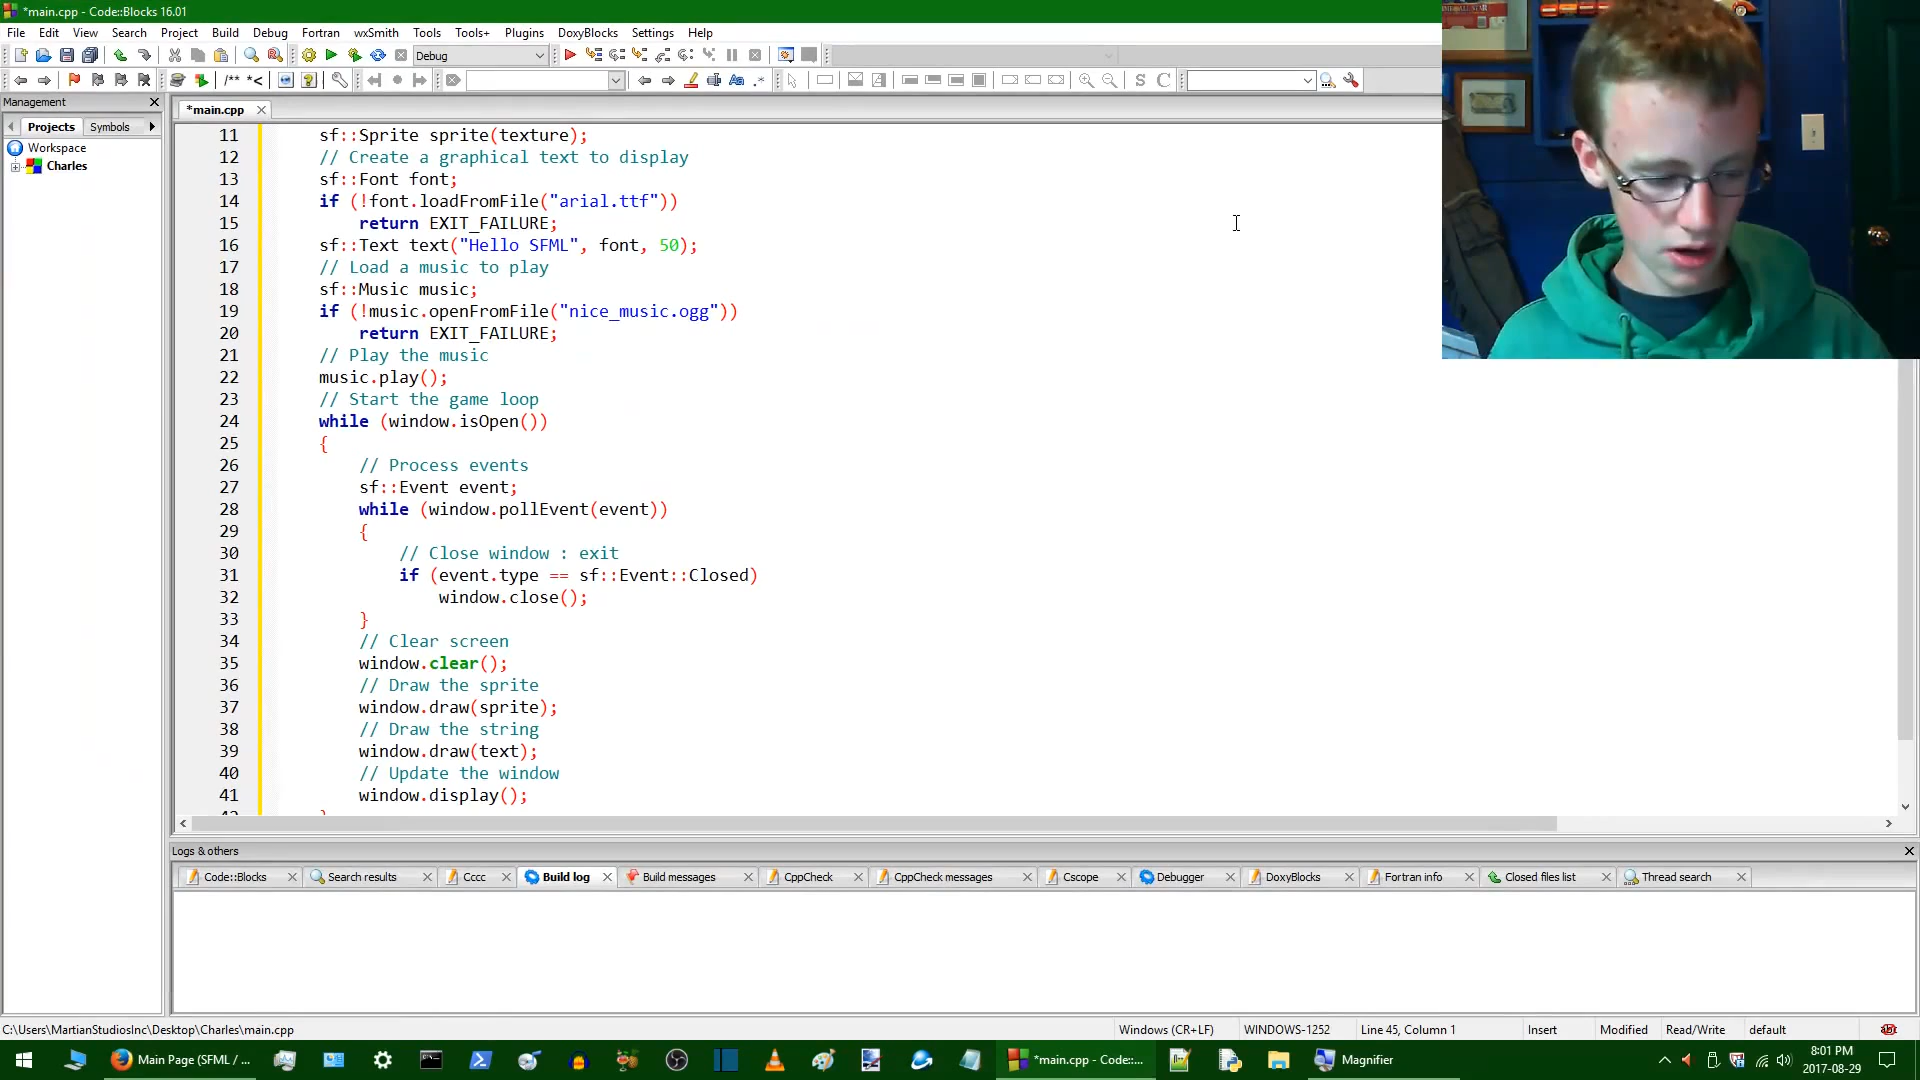 *main.cpp - Code::Blocks 16.01
File Edit View Search Project Build Debug Fortran wxSmith Tools Tools+ Plugins DoxyBlocks Settings Help
Debug
/** *<
S C
Management
*main.cpp
Projects Symbols
Workspace
Charles
11 sf::Sprite sprite(texture);
12 // Create a graphical text to display
13 sf::Font font;
14 if (!font.loadFromFile("arial.ttf"))
15 return EXIT_FAILURE;
16 sf::Text text("Hello SFML", font, 50);
17 // Load a music to play
18 sf::Music music;
19 if (!music.openFromFile("nice_music.ogg"))
20 return EXIT_FAILURE;
21 // Play the music
22 music.play();
23 // Start the game loop
24 while (window.isOpen())
25 {
26 // Process events
27 sf::Event event;
28 while (window.pollEvent(event))
29 {
30 // Close window : exit
31 if (event.type == sf::Event::Closed)
32 window.close();
33 }
34 // Clear screen
35 window.clear();
36 // Draw the sprite
37 window.draw(sprite);
38 // Draw the string
39 window.draw(text);
40 // Update the window
41 window.display();
Logs & others
Code::Blocks Search results Cccc Build log Build messages CppCheck CppCheck messages Cscope Debugger DoxyBlocks Fortran info Closed files list Thread search
C:\Users\MartianStudiosInc\Desktop\Charles\main.cpp Windows (CR+LF) WINDOWS-1252 Line 45, Column 1 Insert Modified Read/Write default
Main Page (SFML / ... *main.cpp - Code::... Magnifier
8:01 PM
2017-08-29